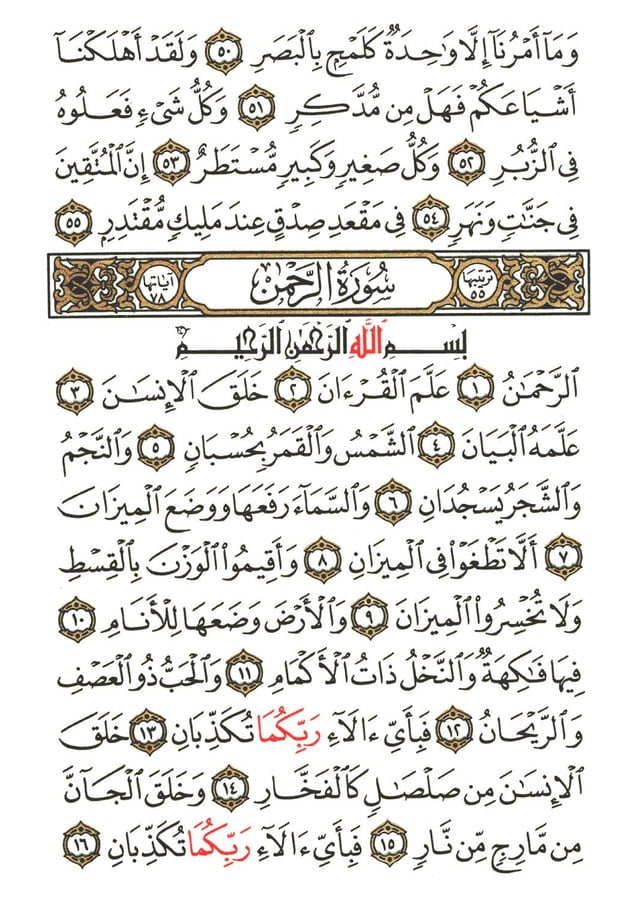 وَمَآ أَمْرُنَآ إِلَّا وَٰحِدَةٌ كَلَمْحٍۭ بِٱلْبَصَرِ ٥٠ وَلَقَدْ أَهْلَكْنَآ
أَشْيَاعَكُمْ فَهَلْ مِن مُّدَّكِرٍ ٥١ وَكُلُّ شَىْءٍ فَعَلُوهُ
فِى ٱلزُّبُرِ ٥٢ وَكُلُّ صَغِيرٍ وَكَبِيرٍ مُّسْتَطَرٌ ٥٣ إِنَّ ٱلْمُتَّقِينَ
فِى جَنَّٰتٍ وَنَهَرٍ ٥٤ فِى مَقْعَدِ صِدْقٍ عِندَ مَلِيكٍ مُّقْتَدِرٍۭ ٥٥
ترتيبها ٥٥ سُورَةُ الرَّحْمَٰن آياتها ٧٨
بِسْمِ ٱللَّهِ ٱلرَّحْمَٰنِ ٱلرَّحِيمِ
ٱلرَّحْمَٰنُ ١ عَلَّمَ ٱلْقُرْءَانَ ٢ خَلَقَ ٱلْإِنسَٰنَ ٣
عَلَّمَهُ ٱلْبَيَانَ ٤ ٱلشَّمْسُ وَٱلْقَمَرُ بِحُسْبَانٍ ٥ وَٱلنَّجْمُ
وَٱلشَّجَرُ يَسْجُدَانِ ٦ وَٱلسَّمَآءَ رَفَعَهَا وَوَضَعَ ٱلْمِيزَانَ
٧ أَلَّا تَطْغَوْا۟ فِى ٱلْمِيزَانِ ٨ وَأَقِيمُوا۟ ٱلْوَزْنَ بِٱلْقِسْطِ
وَلَا تُخْسِرُوا۟ ٱلْمِيزَانَ ٩ وَٱلْأَرْضَ وَضَعَهَا لِلْأَنَامِ ١٠
فِيهَا فَٰكِهَةٌ وَٱلنَّخْلُ ذَاتُ ٱلْأَكْمَامِ ١١ وَٱلْحَبُّ ذُو ٱلْعَصْفِ
وَٱلرَّيْحَانُ ١٢ فَبِأَىِّ ءَالَآءِ رَبِّكُمَا تُكَذِّبَانِ ١٣ خَلَقَ
ٱلْإِنسَٰنَ مِن صَلْصَٰلٍ كَٱلْفَخَّارِ ١٤ وَخَلَقَ ٱلْجَآنَّ
مِن مَّارِجٍ مِّن نَّارٍ ١٥ فَبِأَىِّ ءَالَآءِ رَبِّكُمَا تُكَذِّبَانِ ١٦